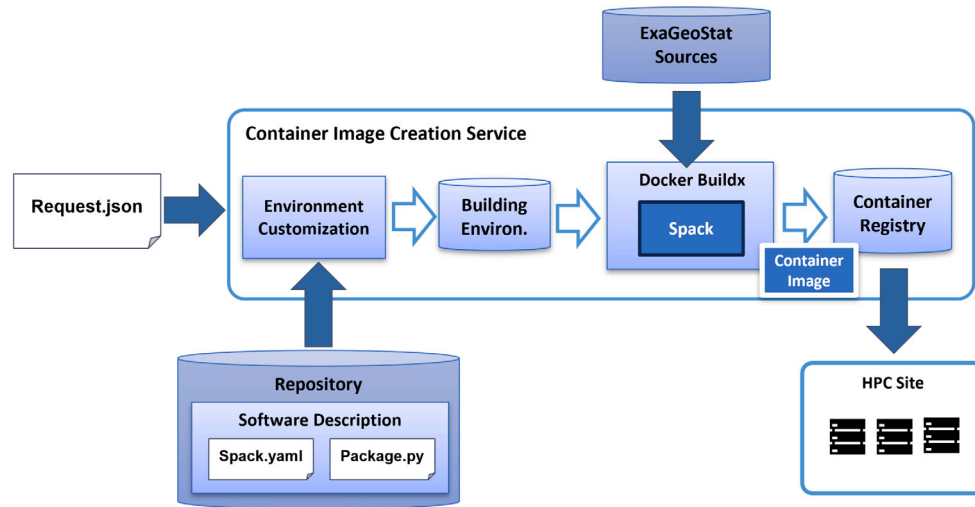 ExaGeoStat
Sources
Container Image Creation Service
Request.json
Environment
Customization
Building
Environ.
Docker Buildx
Spack
Container
Registry
Container
Image
Repository
Software Description
Spack.yaml
Package.py
HPC Site